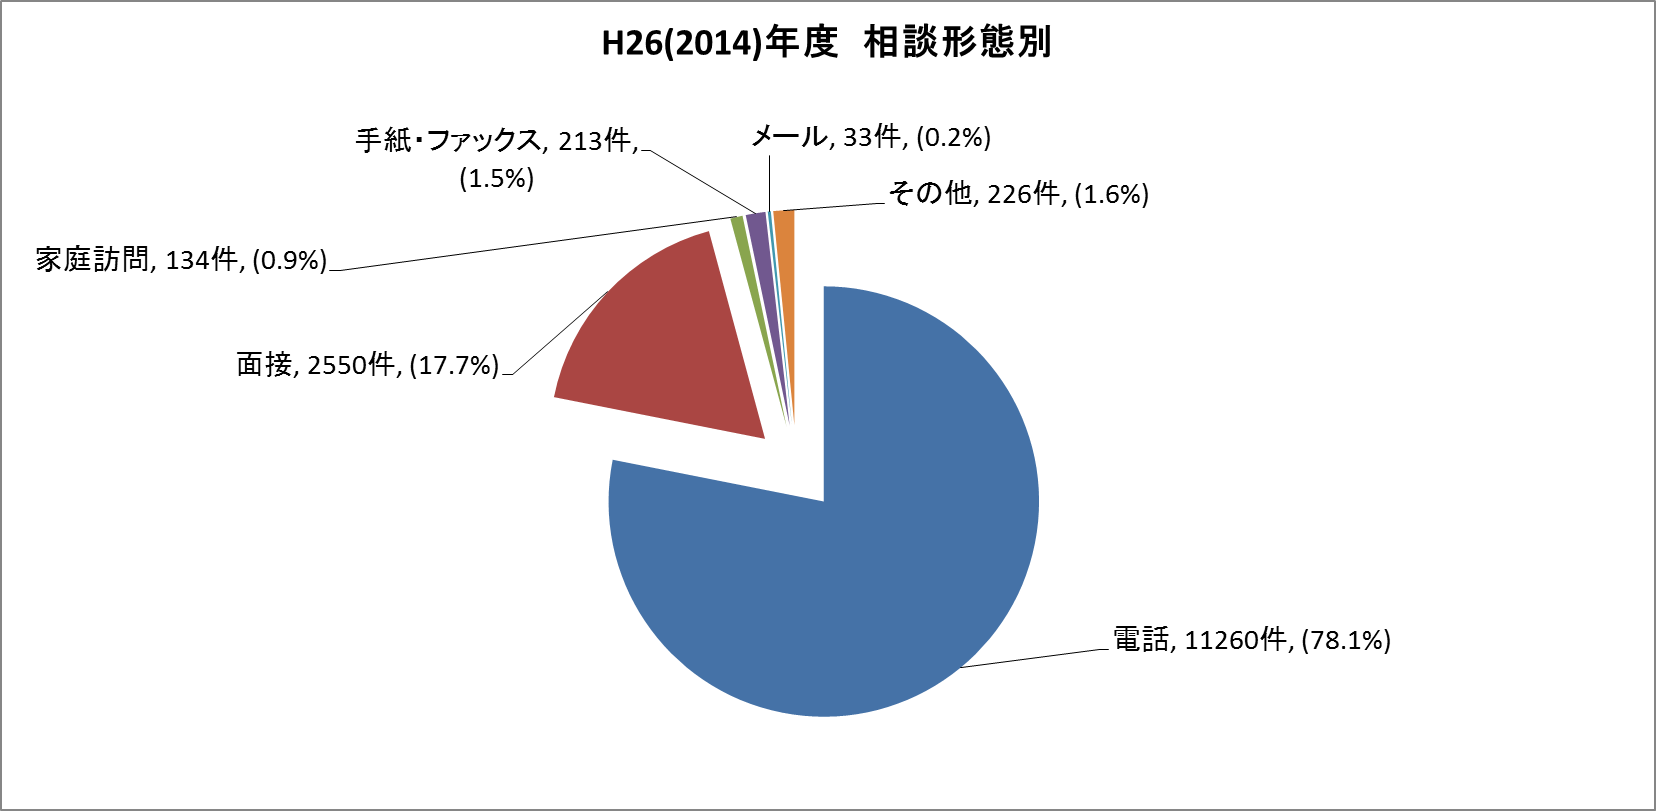 H26(2014)年度　相談形態別
手紙・ファックス, 213件,
(1.5%)
メール, 33件, (0.2%)
その他, 226件, (1.6%)
家庭訪問, 134件, (0.9%)
面接, 2550件, (17.7%)
電話, 11260件, (78.1%)